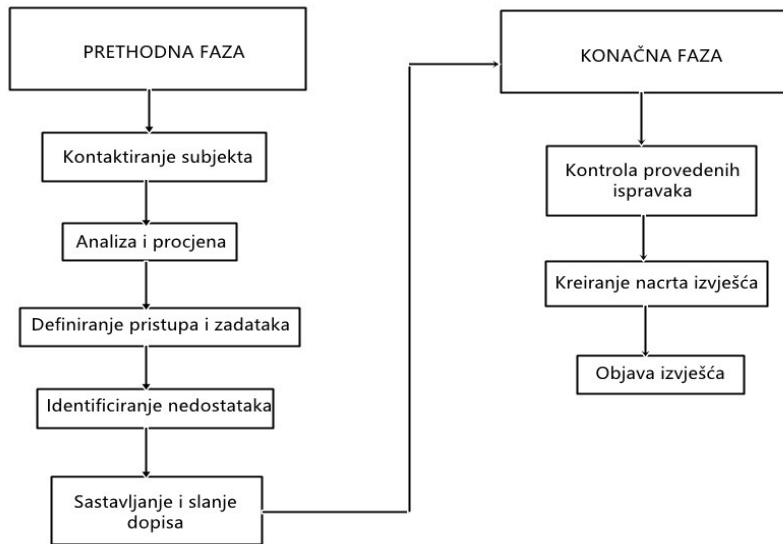 PRETHODNA FAZA
Kontaktiranje subjekta
Analiza i procjena
Definiranje pristupa i zadataka
Identificiranje nedostataka
Sastavljanje i slanje
dopisa
KONAČNA FAZA
Kontrola provedenih
ispravaka
Kreiranje nacrta izvješća
Objava izvješća